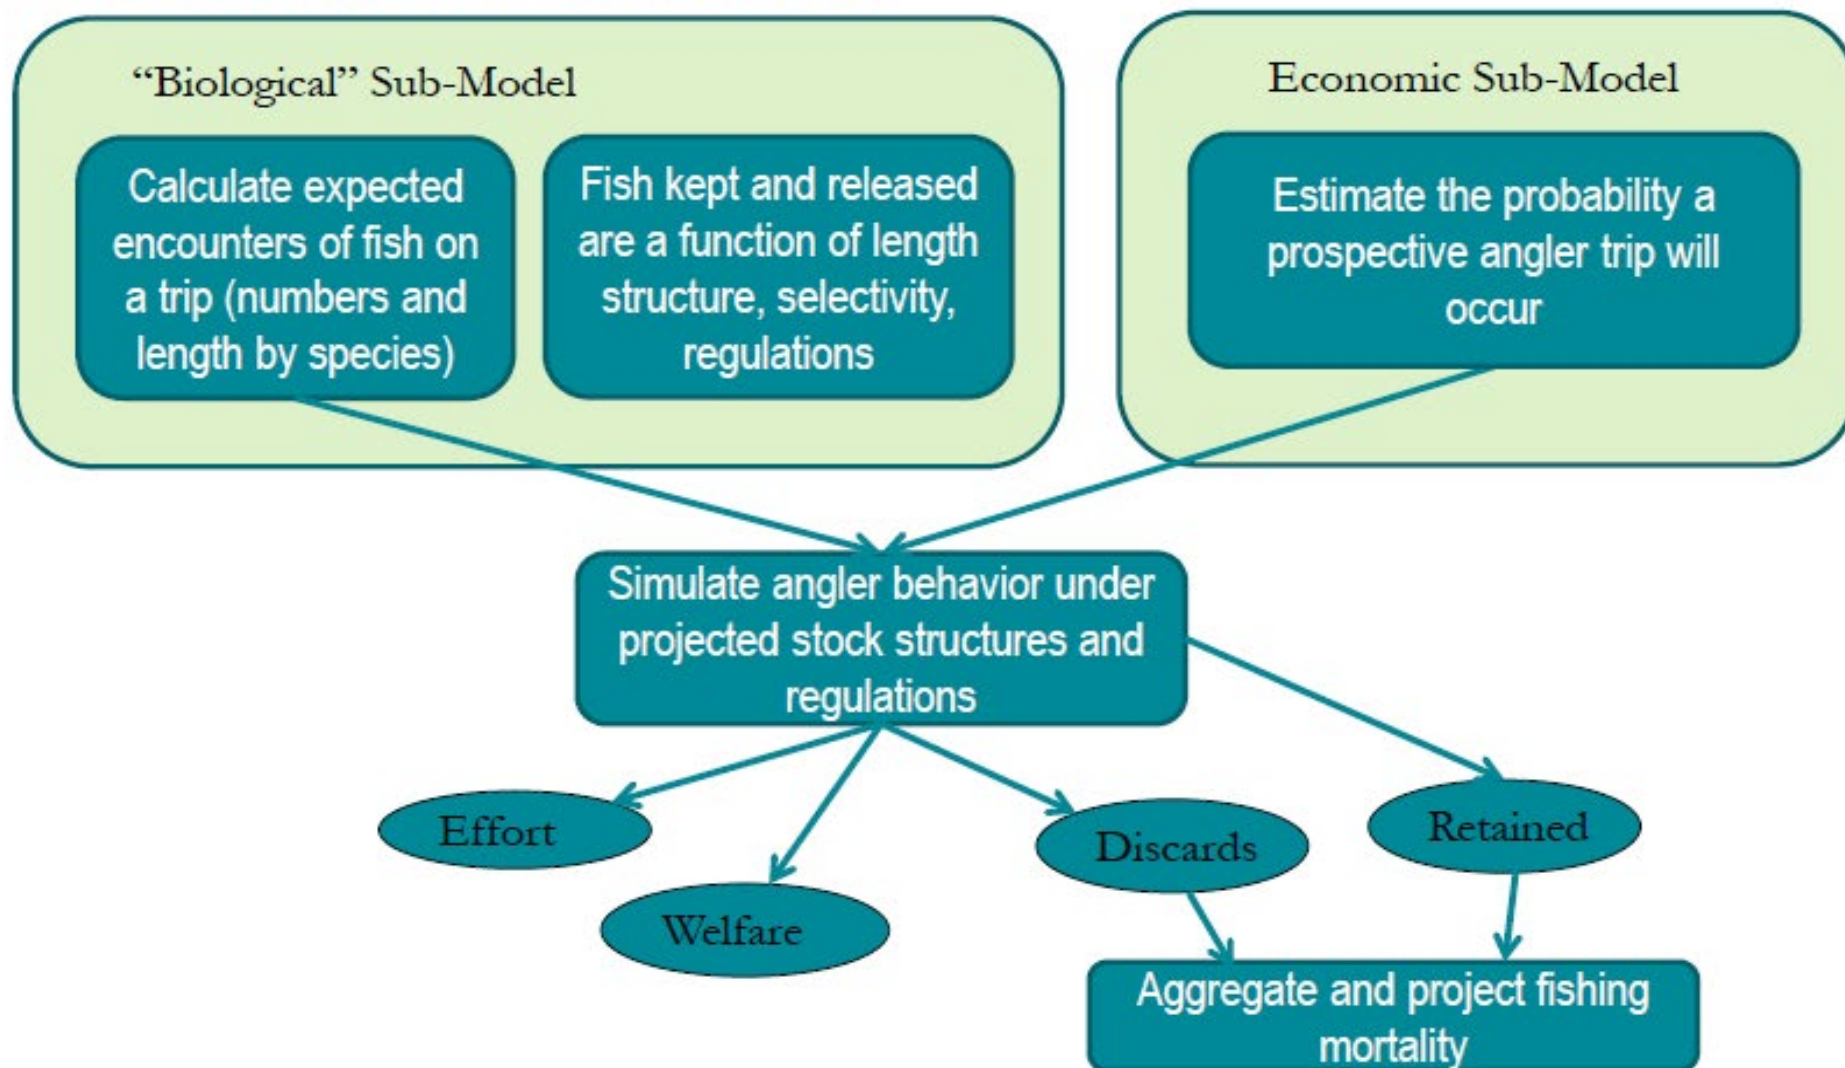 “Biological” Sub-Model
Calculate expected
encounters of fish on
a trip (numbers and
length by species)
Fish kept and released
are a function of length
structure, selectivity,
regulations
Economic Sub-Model
Estimate the probability a
prospective angler trip will
occur
Simulate angler behavior under
projected stock structures and
regulations
Effort
Welfare
Discards
Retained
Aggregate and project fishing
mortality